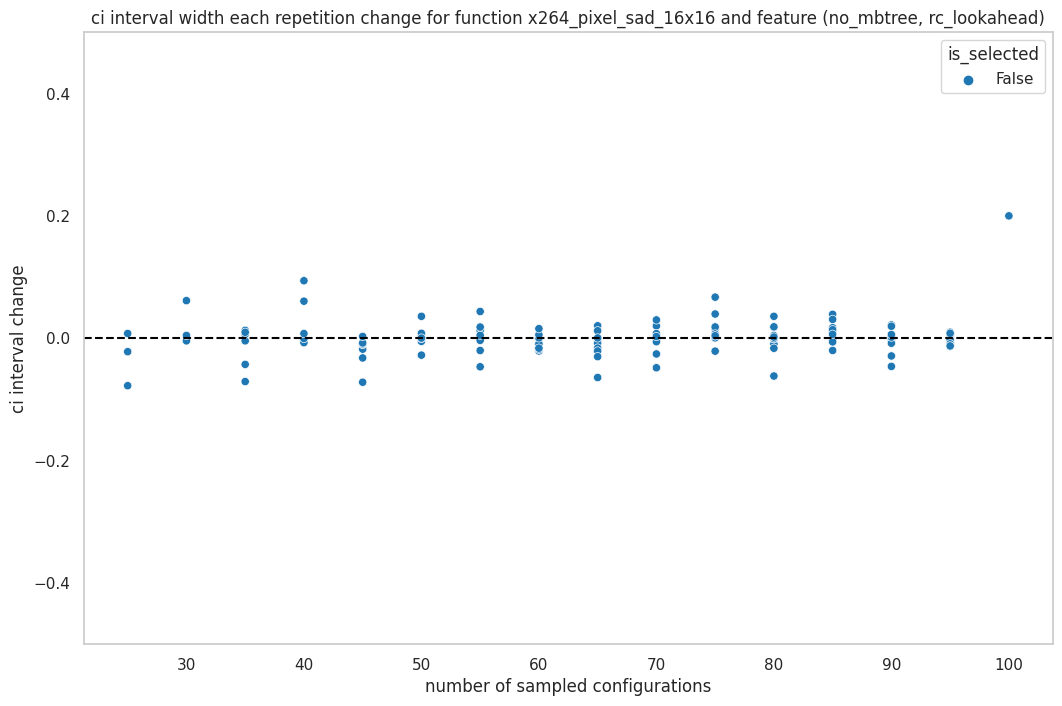 ci interval width each repetition change for function x264_pixel_sad_16x16 and feature (no_mbtree, rc_lookahead)
is_selected
False
ci interval change
0.4
0.2
0.0
−0.2
−0.4
30 40 50 60 70 80 90 100
number of sampled configurations